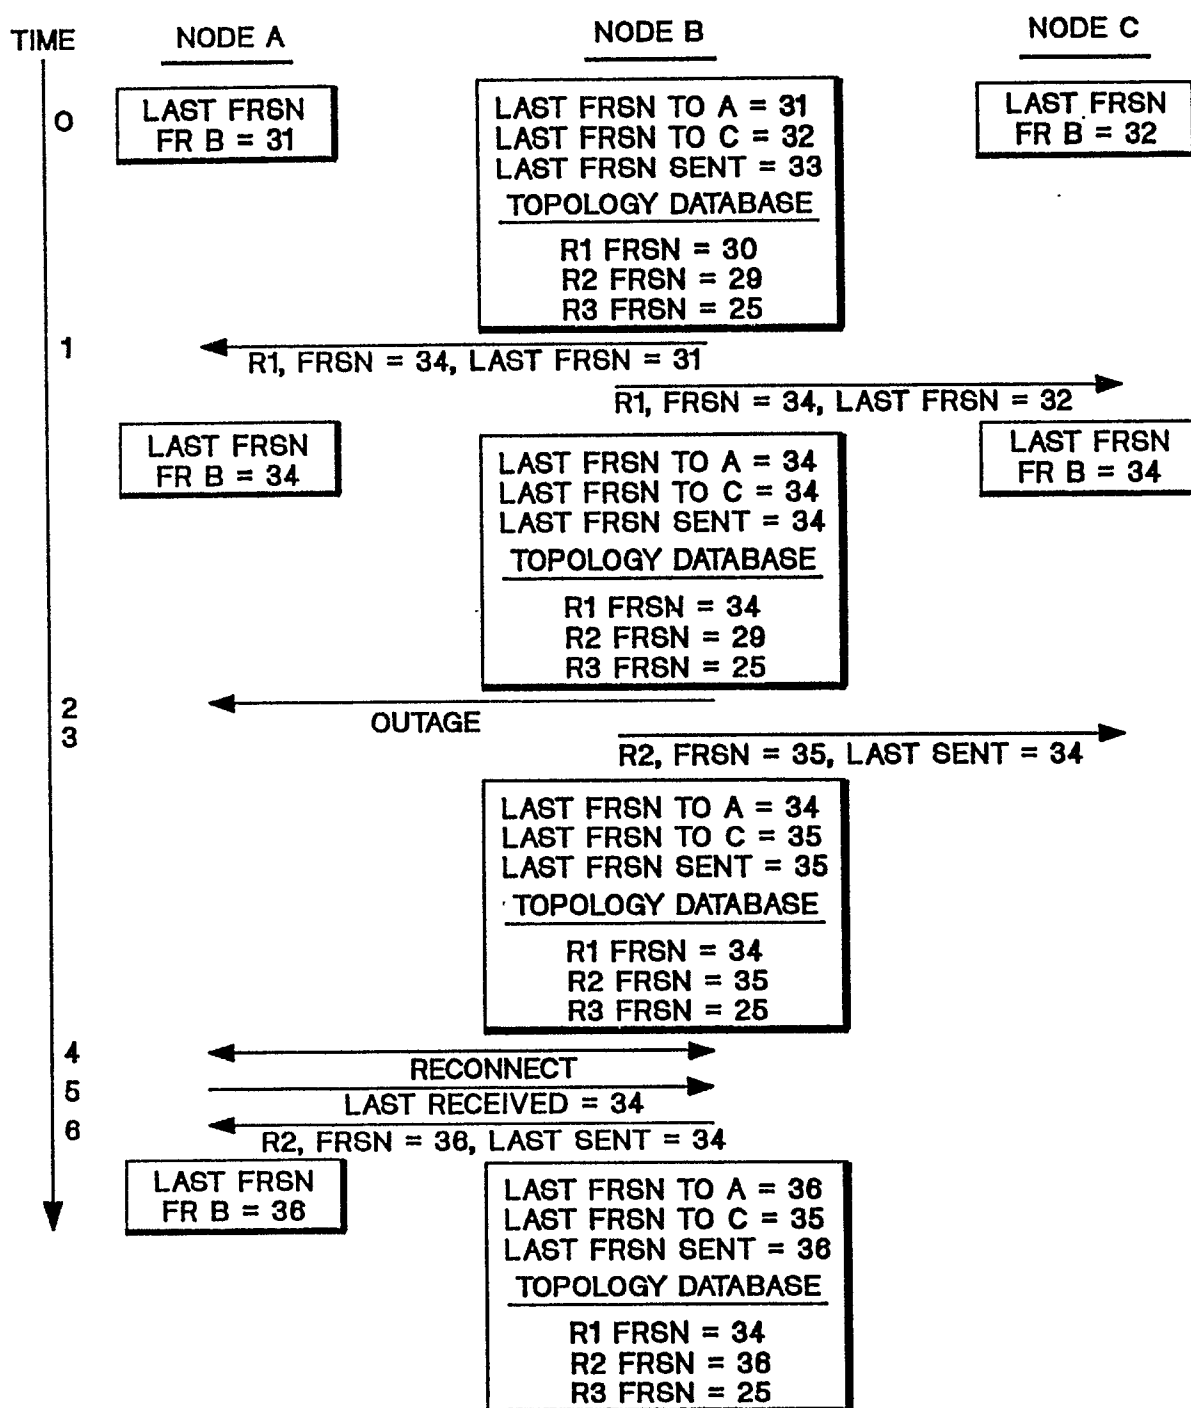 TIME
NODE A
NODE B
NODE C
0
LAST FRSN
FR B = 31
LAST FRSN TO A = 31
LAST FRSN TO C = 32
LAST FRSN SENT = 33
TOPOLOGY DATABASE
R1 FRSN = 30
R2 FRSN = 29
R3 FRSN = 25
LAST FRSN
FR B = 32
1
R1, FRSN = 34, LAST FRSN = 31
R1, FRSN = 34, LAST FRSN = 32
LAST FRSN
FR B = 34
LAST FRSN TO A = 34
LAST FRSN TO C = 34
LAST FRSN SENT = 34
TOPOLOGY DATABASE
R1 FRSN = 34
R2 FRSN = 29
R3 FRSN = 25
LAST FRSN
FR B = 34
2
OUTAGE
3
R2, FRSN = 35, LAST SENT = 34
LAST FRSN TO A = 34
LAST FRSN TO C = 35
LAST FRSN SENT = 35
TOPOLOGY DATABASE
R1 FRSN = 34
R2 FRSN = 35
R3 FRSN = 25
4
RECONNECT
5
LAST RECEIVED = 34
6
R2, FRSN = 36, LAST SENT = 34
LAST FRSN
FR B = 36
LAST FRSN TO A = 36
LAST FRSN TO C = 35
LAST FRSN SENT = 36
TOPOLOGY DATABASE
R1 FRSN = 34
R2 FRSN = 36
R3 FRSN = 25